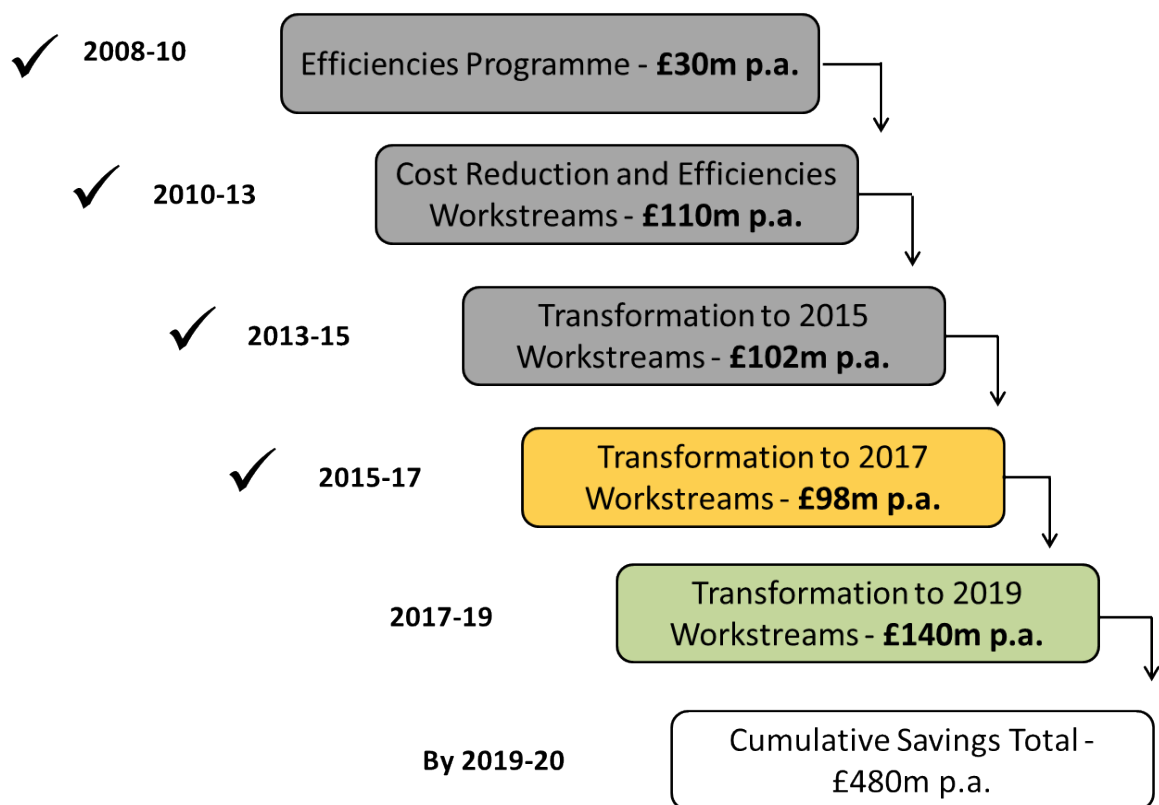 2008-10
Efficiencies Programme - £30m p.a.
2010-13
Cost Reduction and Efficiencies
Workstreams - £110m p.a.
2013-15
Transformation to 2015
Workstreams - £102m p.a.
2015-17
Transformation to 2017
Workstreams - £98m p.a.
2017-19
Transformation to 2019
Workstreams - £140m p.a.
By 2019-20
Cumulative Savings Total -
£480m p.a.